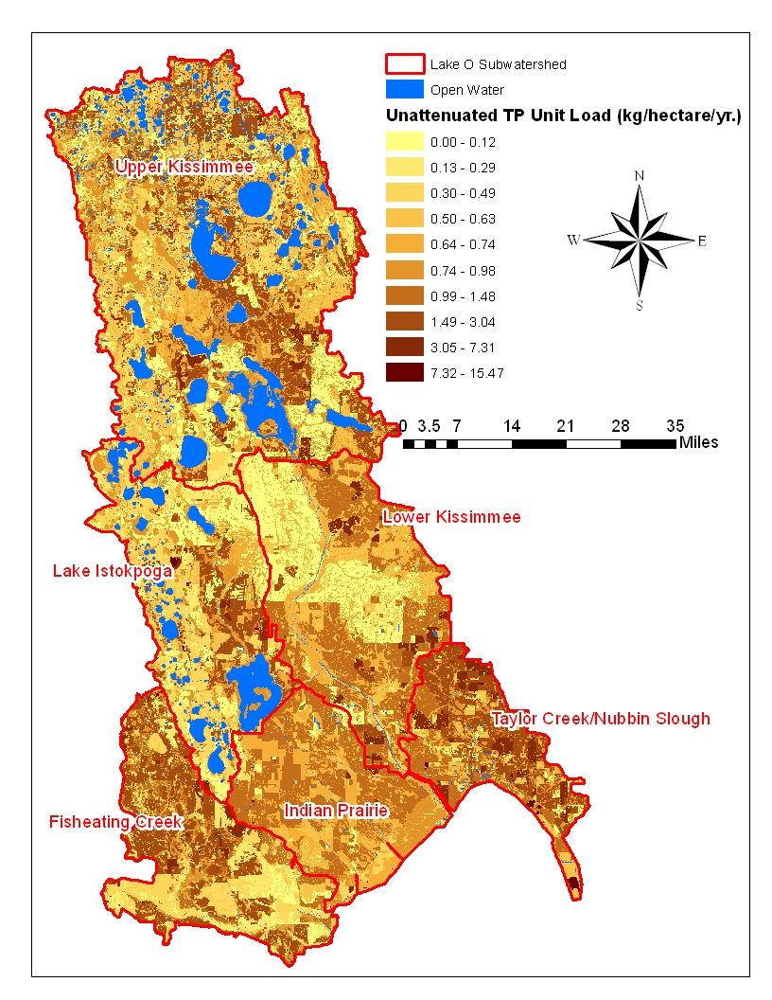 Lake O Subwatershed
Open Water
Unattenuated TP Unit Load (kg/hectare/yr.)
0.00 - 0.12
0.13 - 0.29
0.30 - 0.49
0.50 - 0.63
0.64 - 0.74
0.74 - 0.98
0.99 - 1.48
1.49 - 3.04
3.05 - 7.31
7.32 - 15.47
N
W E
S
0 3.5 7 14 21 28 35
Miles
Upper Kissimmee
Lower Kissimmee
Lake Istokpoga
Taylor Creek/Nubbin Slough
Indian Prairie
Fisheating Creek